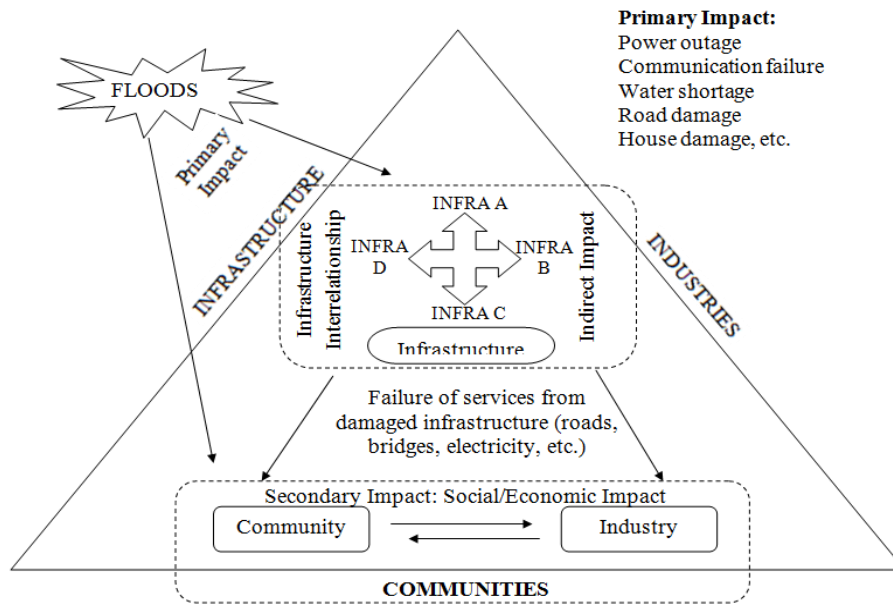 Primary Impact:
Power outage
Communication failure
Water shortage
Road damage
House damage, etc.
FLOODS
Primary
Impact
INFRASTRUCTURE
INDUSTRIES
Infrastructure
Interrelationship
INFRA A
INFRA
D
INFRA
B
INFRA C
Indirect Impact
Infrastructure
Failure of services from
damaged infrastructure (roads,
bridges, electricity, etc.)
Secondary Impact: Social/Economic Impact
Community
Industry
COMMUNITIES